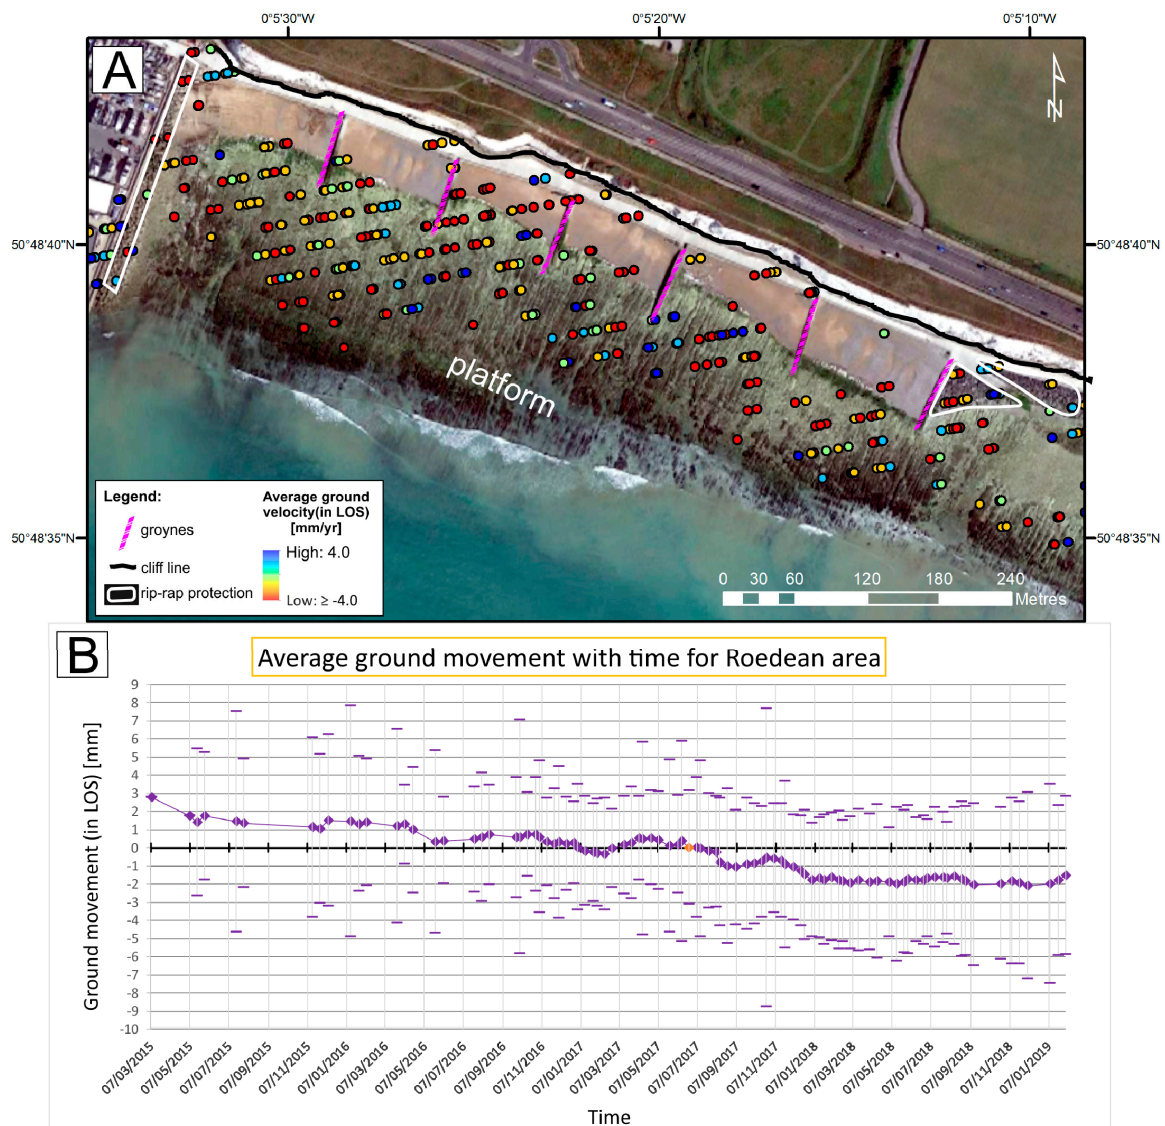 0°5'30"W 0°5'20"W 0°5'10"W
A
N
50°48'40"N 50°48'40"N
platform
Legend:
groynes
cliff line
rip-rap protection
Average ground
velocity(in LOS)
[mm/yr]
High: 4.0
Low: ≥ -4.0
50°48'35"N 50°48'35"N
0 30 60 120 180 240
Metres
B
Average ground movement with time for Roedean area
Ground movement (in LOS) [mm]
9
8
7
6
5
4
3
2
1
0
-1
-2
-3
-4
-5
-6
-7
-8
-9
-10
07/03/2015 07/05/2015 07/07/2015 07/09/2015 07/11/2015 07/01/2016 07/03/2016 07/05/2016 07/07/2016 07/09/2016 07/11/2016 07/01/2017 07/03/2017 07/05/2017 07/07/2017 07/09/2017 07/11/2017 07/01/2018 07/03/2018 07/05/2018 07/07/2018 07/09/2018 07/11/2018 07/01/2019
Time